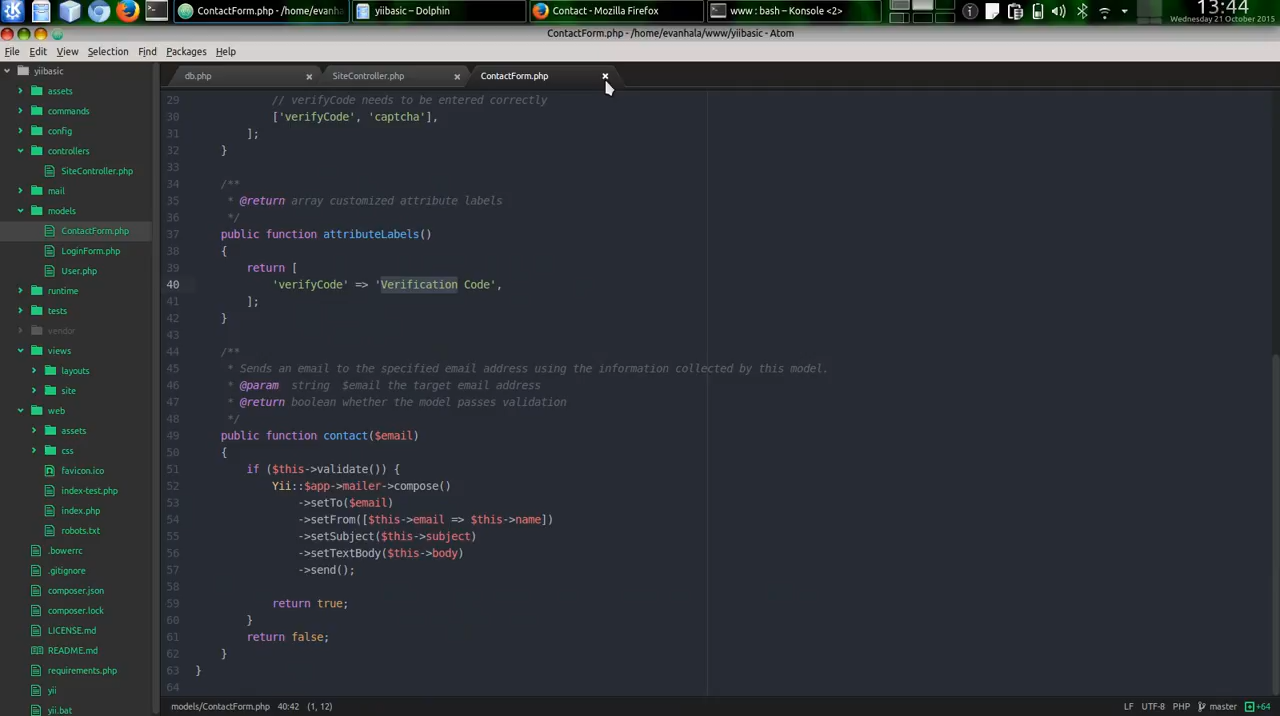 ContactForm.php - /home/evanha
yiibasic - Dolphin
Contact - Mozilla Firefox
www : bash - Konsole <2>
13:44
Wednesday 21 October 2015
ContactForm.php - /home/evanhala/www/yiibasic - Atom
File Edit View Selection Find Packages Help
yiibasic
assets
commands
config
controllers
SiteController.php
mail
models
ContactForm.php
LoginForm.php
User.php
runtime
tests
vendor
views
layouts
site
web
assets
css
favicon.ico
index-test.php
index.php
robots.txt
.bowerrc
.gitignore
composer.json
composer.lock
LICENSE.md
README.md
requirements.php
yii
yii.bat
db.php
SiteController.php
ContactForm.php
29 // verifyCode needs to be entered correctly
30 ['verifyCode', 'captcha'],
31 ];
32 }
33
34 /**
35 * @return array customized attribute labels
36 */
37 public function attributeLabels()
38 {
39 return [
40 'verifyCode' => 'Verification Code',
41 ];
42 }
43
44 /**
45 * Sends an email to the specified email address using the information collected by this model.
46 * @param string $email the target email address
47 * @return boolean whether the model passes validation
48 */
49 public function contact($email)
50 {
51 if ($this->validate()) {
52 Yii::$app->mailer->compose()
53 ->setTo($email)
54 ->setFrom([$this->email => $this->name])
55 ->setSubject($this->subject)
56 ->setTextBody($this->body)
57 ->send();
58
59 return true;
60 }
61 return false;
62 }
63 }
64
models/ContactForm.php 40:42 (1, 12)
LF UTF-8 PHP master +64